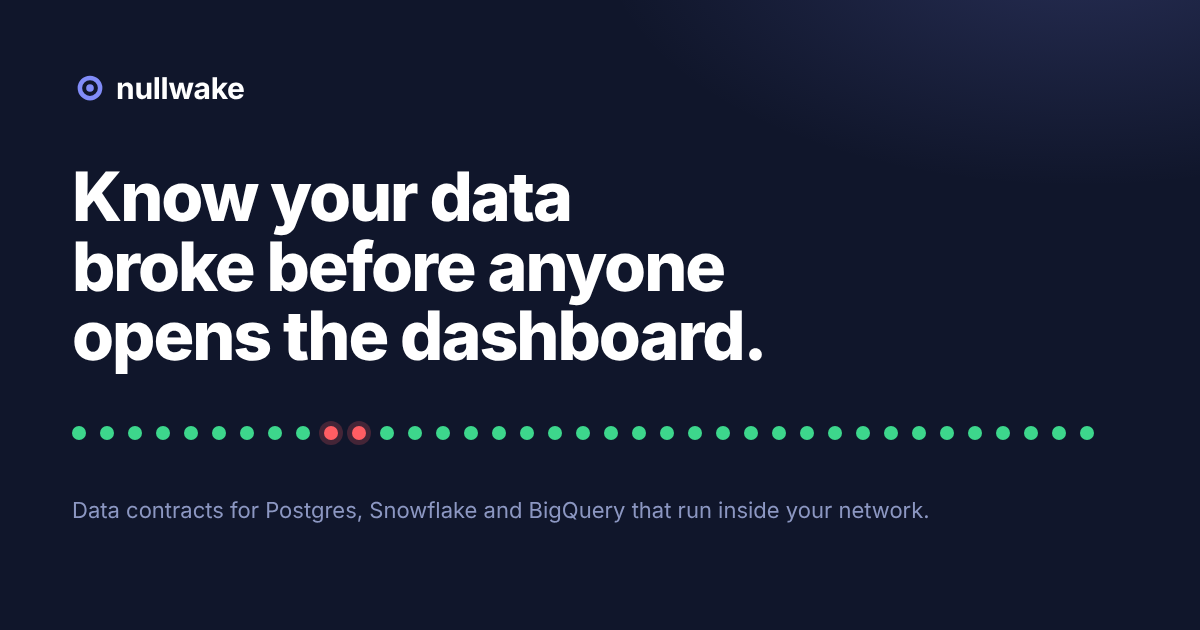 nullwake
Know your data
broke before anyone
opens the dashboard.
Data contracts for Postgres, Snowflake and BigQuery that run inside your network.